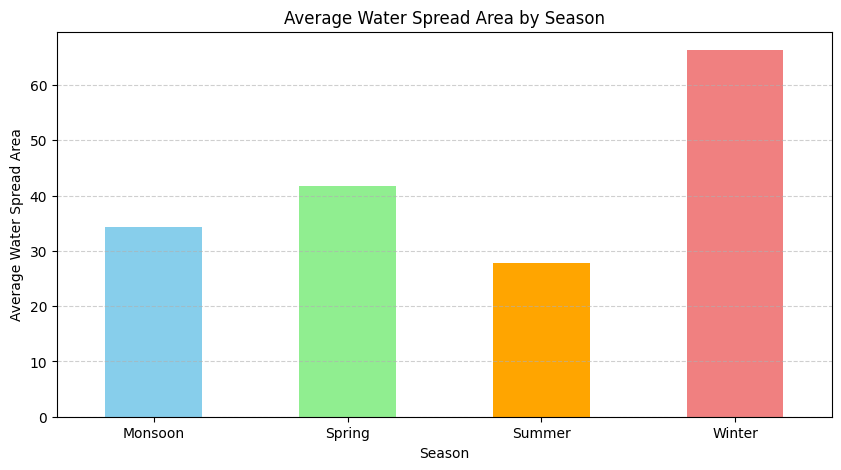 Average Water Spread Area by Season
Average Water Spread Area
60
50
40
30
20
10
0
Monsoon
Spring
Summer
Winter
Season